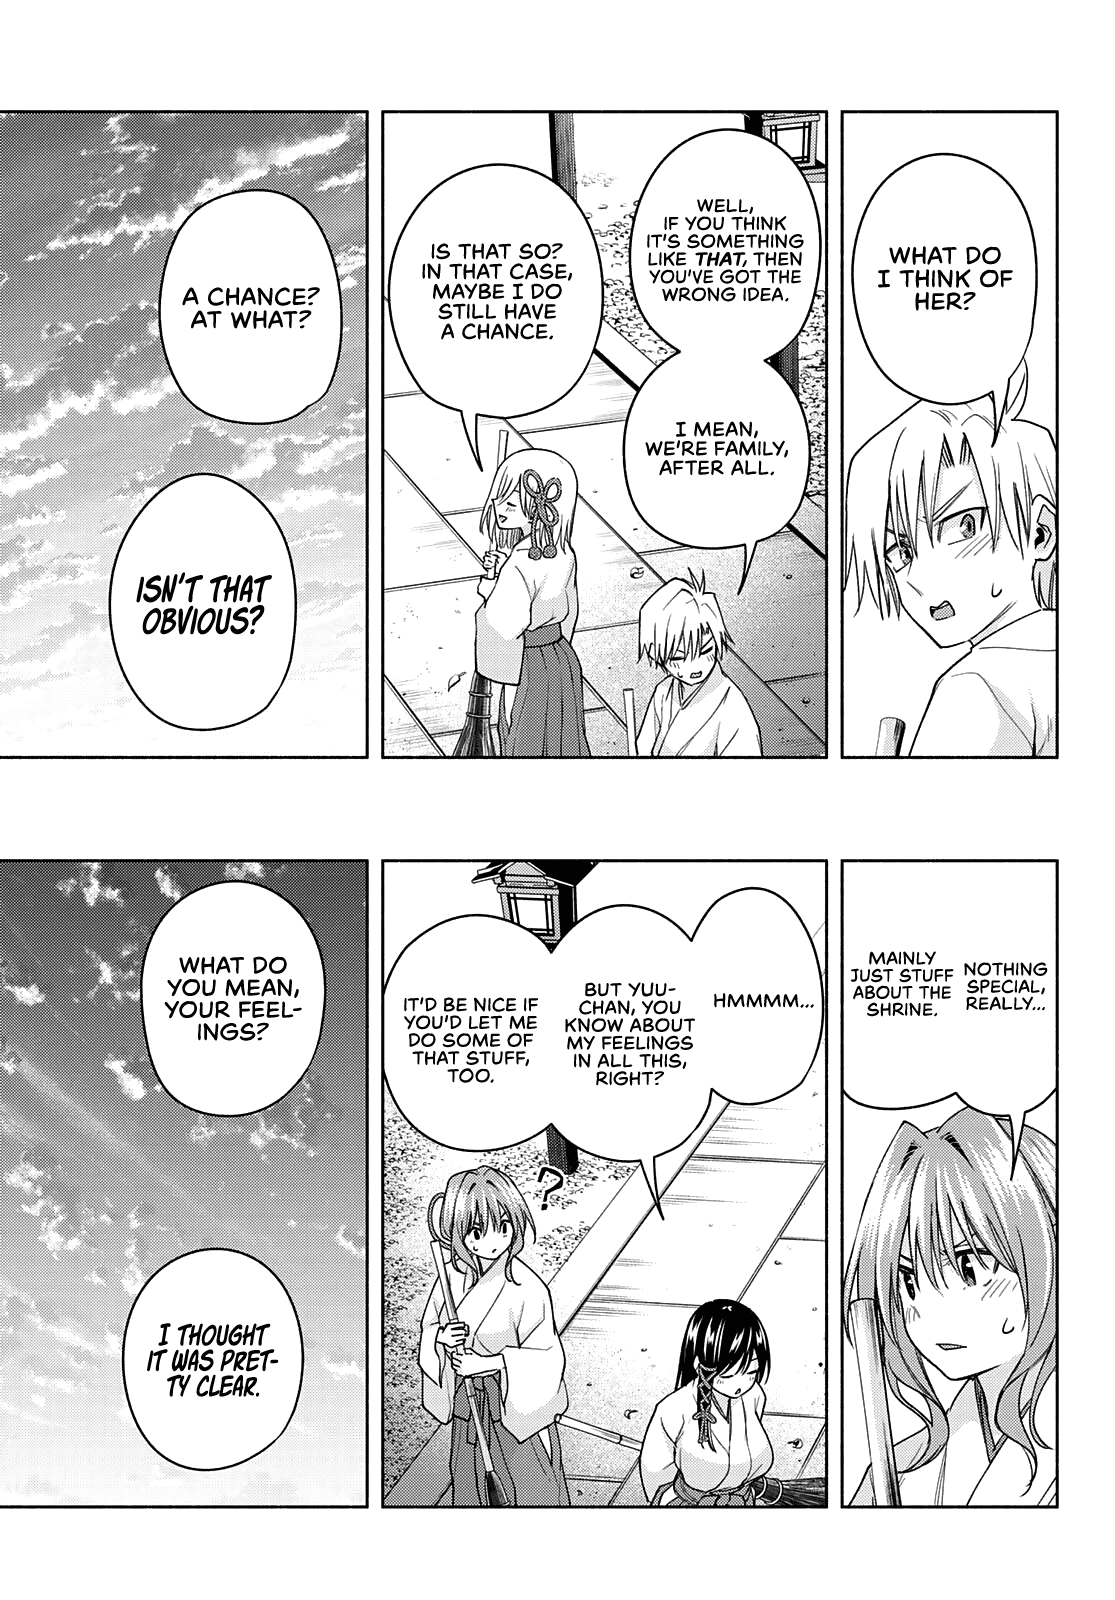 WHAT DO
I THINK OF
HER?
WELL,
IF YOU THINK
IT'S SOMETHING
LIKE THAT, THEN
YOU'VE GOT THE
WRONG IDEA.
I MEAN,
WE'RE FAMILY,
AFTER ALL.
IS THAT SO?
IN THAT CASE,
MAYBE I DO
STILL HAVE
A CHANCE.
A CHANCE?
AT WHAT?
ISN'T THAT
OBVIOUS?
NOTHING
SPECIAL,
REALLY...
MAINLY
JUST STUFF
ABOUT THE
SHRINE.
HMMMM...
BUT YUU-
CHAN, YOU
KNOW ABOUT
MY FEELINGS
IN ALL THIS,
RIGHT?
IT'D BE NICE IF
YOU'D LET ME
DO SOME OF
THAT STUFF,
TOO.
?
WHAT DO
YOU MEAN,
YOUR FEEL-
INGS?
I THOUGHT
IT WAS PRET-
TY CLEAR.